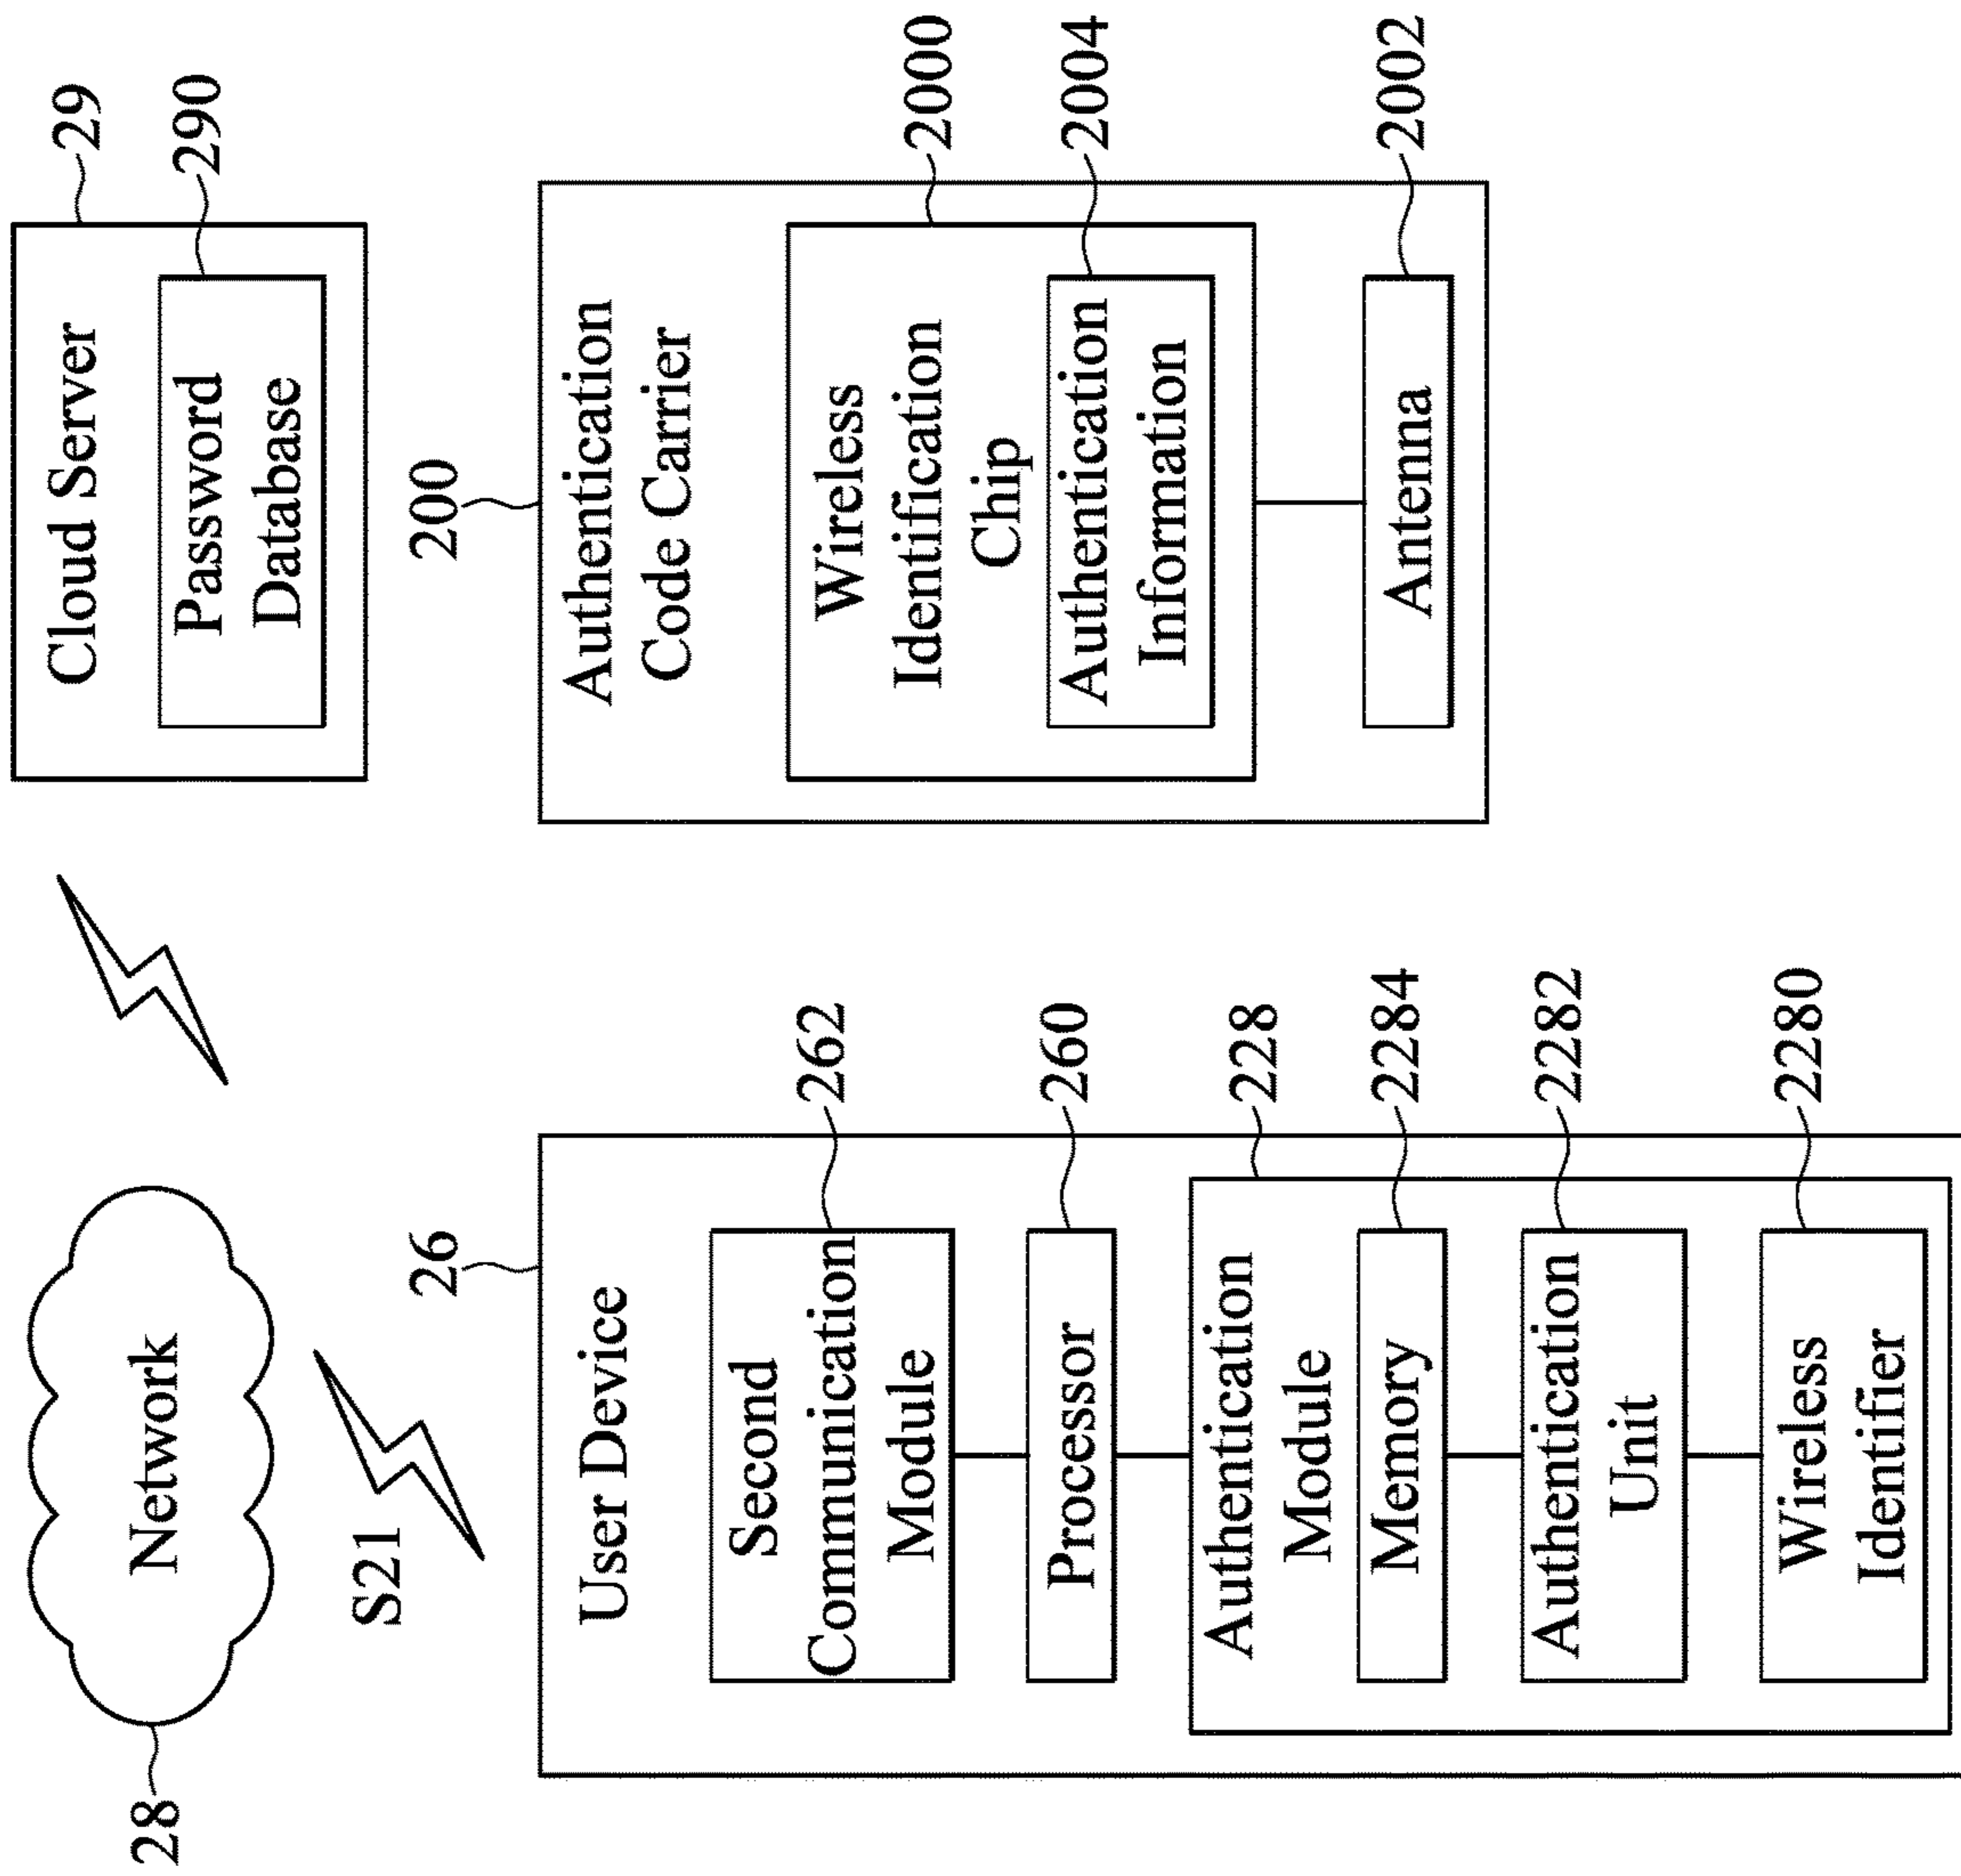 28
Network
S21
26
User Device
Second
Communication
Module
262
Processor
260
Authentication
Module
228
Memory
2284
Authentication
Unit
2282
Wireless
Identifier
2280
Cloud Server
29
Password
Database
290
200
Authentication
Code Carrier
Wireless
Identification
Chip
2000
Authentication
Information
2004
Antenna
2002